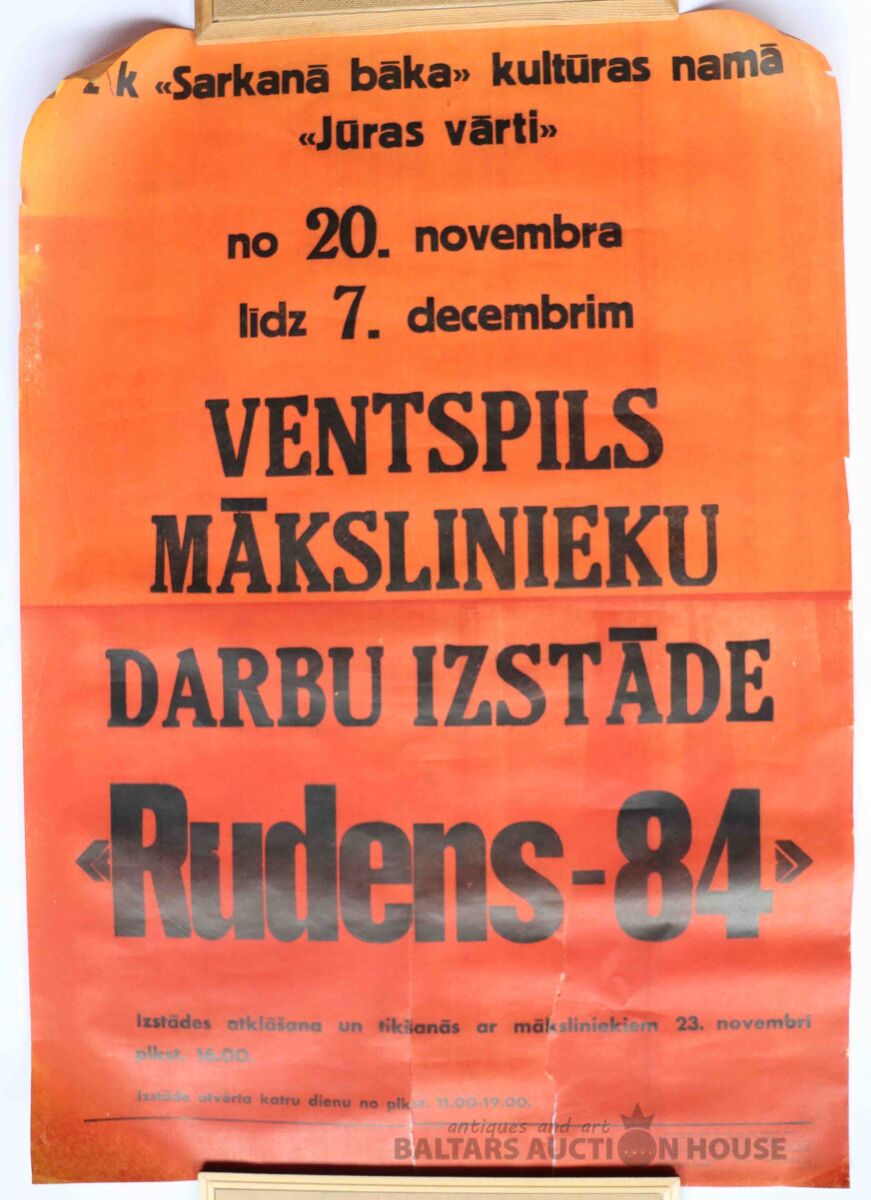 z/k «Sarkanā bāka» kultūras namā
«Jūras vārti»
no 20. novembra
līdz 7. decembrim
VENTSPILS
MĀKSLINIEKU
DARBU IZSTĀDE
«Rudens-84»
Izstādes atklāšana un tikšanās ar māksliniekiem 23. novembrī
plkst. 16.00.
Izstāde atvērta katru dienu no plkst. 11.00-19.00.
antiques and art
BALTARS AUCTION HOUSE